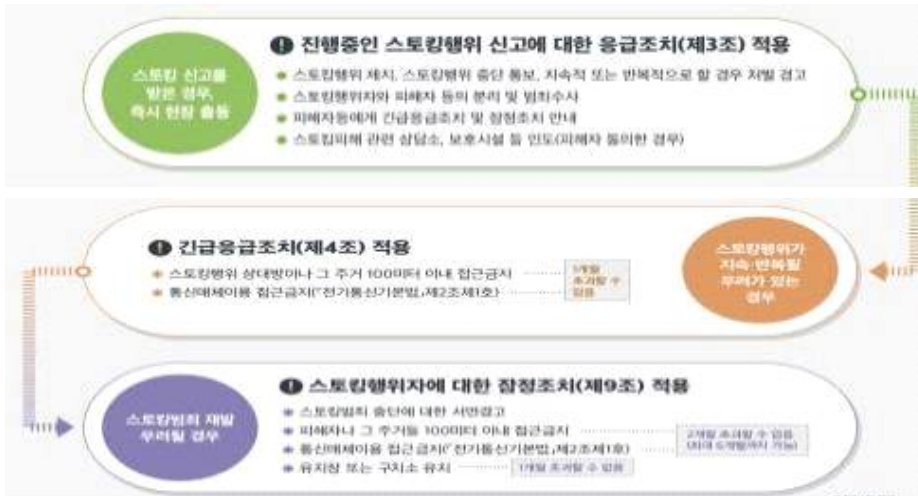 스토킹 신고를
받은 경우,
즉시 현장 출동
❶ 진행중인 스토킹행위 신고에 대한 응급조치(제3조) 적용
스토킹행위 제지, 스토킹행위 중단 통보, 지속적 또는 반복적으로 할 경우 처벌 경고
스토킹행위자와 피해자 등의 분리 및 범죄수사
피해자등에게 긴급응급조치 및 잠정조치 안내
스토킹피해 관련 상담소, 보호시설 등 인도(피해자 동의한 경우)
❶ 긴급응급조치(제4조) 적용
스토킹행위 상대방이나 그 주거 100미터 이내 접근금지
통신매체이용 접근금지(「전기통신기본법」제2조제1호)
1개월
초과할 수
없음
스토킹행위가
지속·반복될
우려가 있는
경우
스토킹범죄 재발
우려될 경우
❶ 스토킹행위자에 대한 잠정조치(제9조) 적용
스토킹범죄 중단에 대한 서면경고
피해자나 그 주거등 100미터 이내 접근금지
통신매체이용 접근금지(「전기통신기본법」제2조제1호)
2개월 초과할 수 없음
(최대 6개월까지 가능)
유치장 또는 구치소 유치
1개월 초과할 수 없음